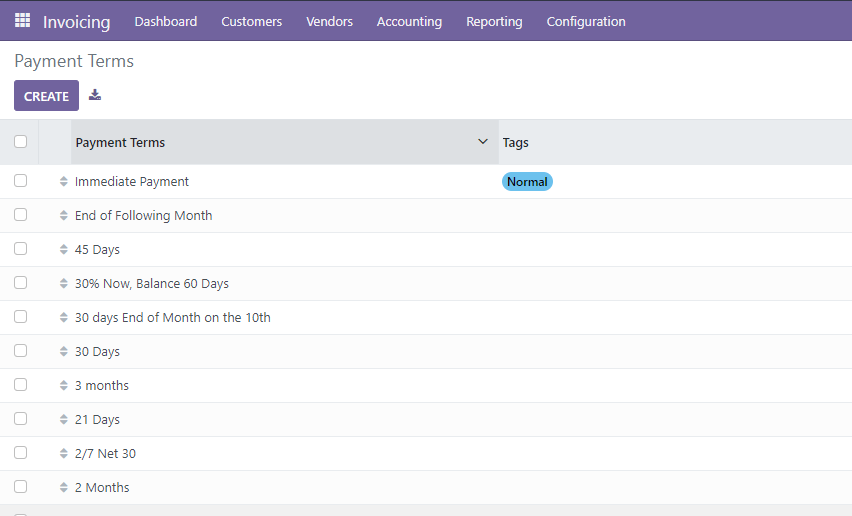 Invoicing Dashboard Customers Vendors Accounting Reporting Configuration
Payment Terms
CREATE
Payment Terms Tags
Immediate Payment Normal
End of Following Month
45 Days
30% Now, Balance 60 Days
30 days End of Month on the 10th
30 Days
3 months
21 Days
2/7 Net 30
2 Months